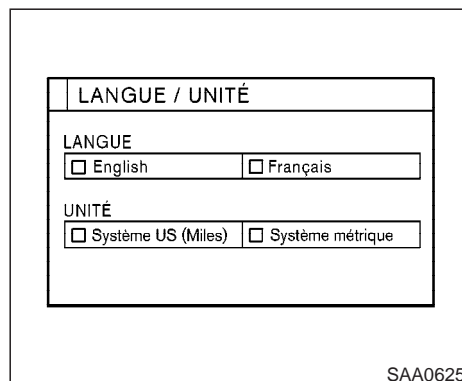 LANGUE / UNITÉ
LANGUE
English Français
UNITÉ
Système US (Miles) Système métrique
SAA0625